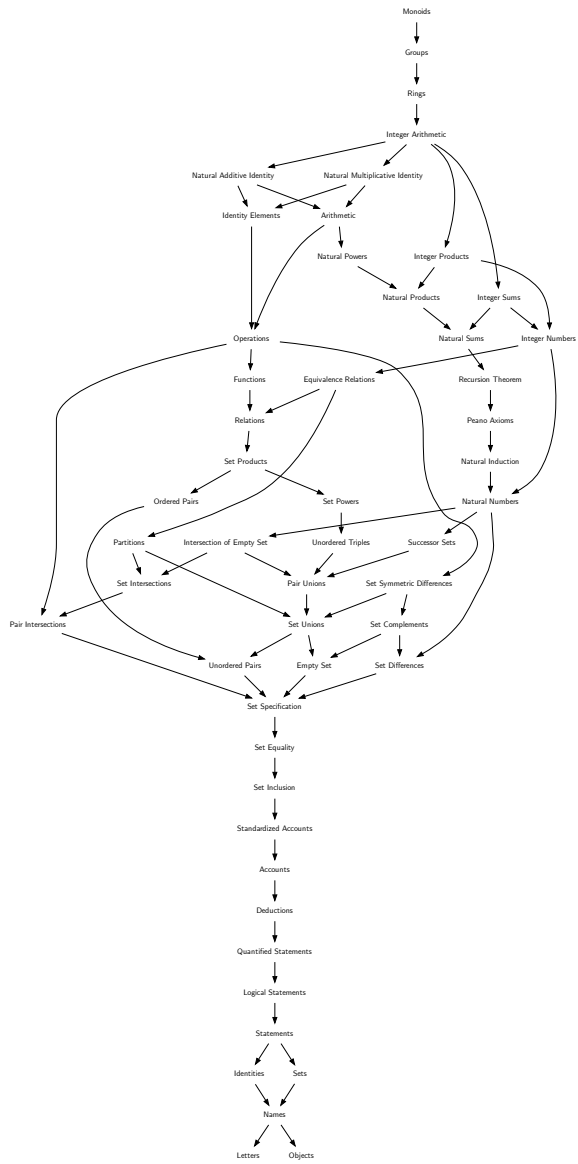 Monoids
Groups
Rings
Integer Arithmetic
Natural Additive Identity
Natural Multiplicative Identity
Identity Elements
Arithmetic
Natural Powers
Integer Products
Natural Products
Integer Sums
Operations
Natural Sums
Integer Numbers
Functions
Equivalence Relations
Recursion Theorem
Relations
Peano Axioms
Set Products
Natural Induction
Ordered Pairs
Set Powers
Natural Numbers
Partitions
Intersection of Empty Set
Unordered Triples
Successor Sets
Set Intersections
Pair Unions
Set Symmetric Differences
Pair Intersections
Set Unions
Set Complements
Unordered Pairs
Empty Set
Set Differences
Set Specification
Set Equality
Set Inclusion
Standardized Accounts
Accounts
Deductions
Quantified Statements
Logical Statements
Statements
Identities
Sets
Names
Letters
Objects